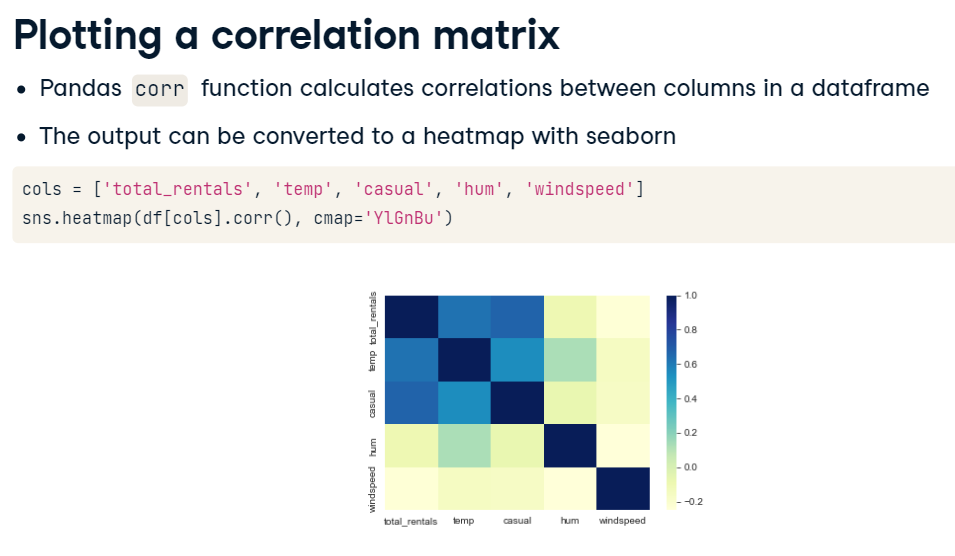 Plotting a correlation matrix
• Pandas corr function calculates correlations between columns in a dataframe
• The output can be converted to a heatmap with seaborn
cols = ['total_rentals', 'temp', 'casual', 'hum', 'windspeed']
sns.heatmap(df[cols].corr(), cmap='YlGnBu')
total_rentals
temp
casual
hum
windspeed
total_rentals temp casual hum windspeed
1.0
0.8
0.6
0.4
0.2
0.0
−0.2